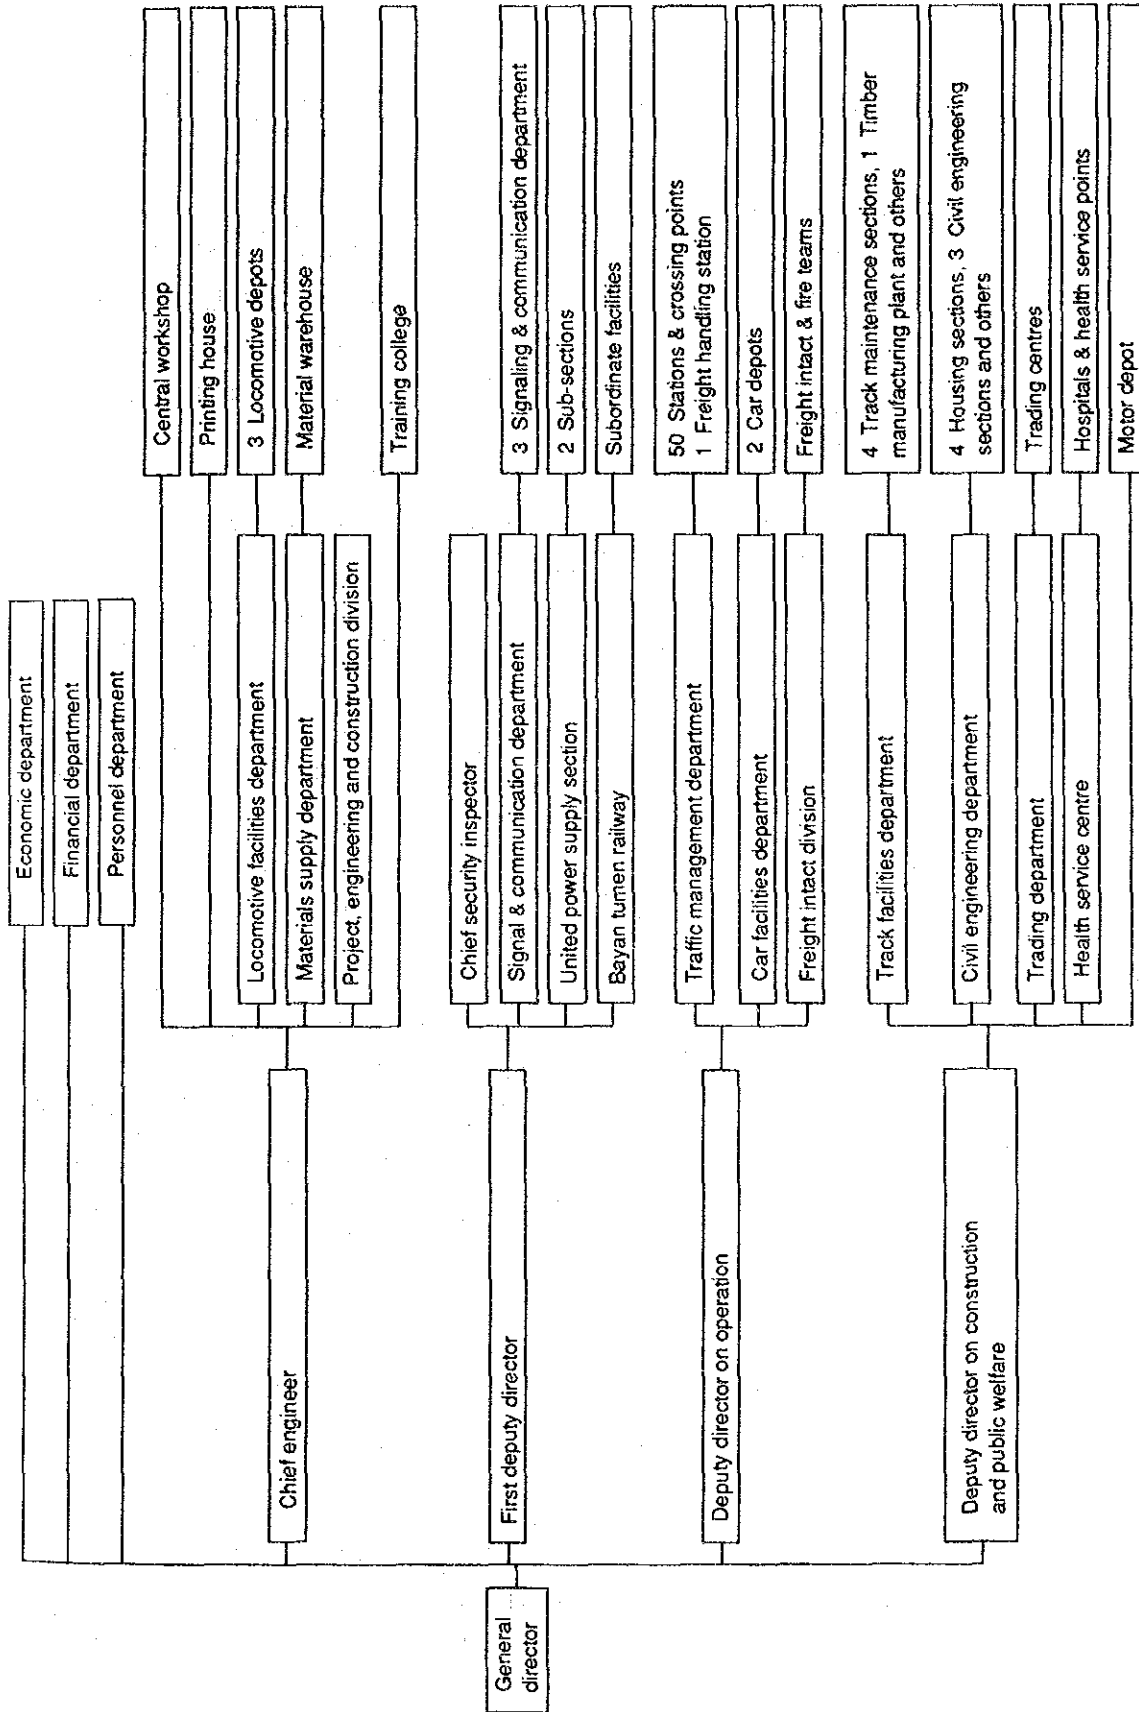 General
director
Economic department
Financial department
Personnel department
Chief engineer
Central workshop
Printing house
Locomotive facilities department
3 Locomotive depots
Materials supply department
Material warehouse
Project, engineering and construction division
Training college
First deputy director
Chief security inspector
Signal & communication department
3 Signaling & communication department
United power supply section
2 Sub-sections
Bayan tumen railway
Subordinate facilities
Deputy director on operation
Traffic management department
50 Stations & crossing points
1 Freight handling station
Car facilities department
2 Car depots
Freight intact division
Freight intact & fire teams
Deputy director on construction
and public welfare
Track facilities department
4 Track maintenance sections, 1 Timber
manufacturing plant and others
Civil engineering department
4 Housing sections, 3 Civil engineering
sections and others
Trading department
Trading centres
Health service centre
Hospitals & health service points
Motor depot